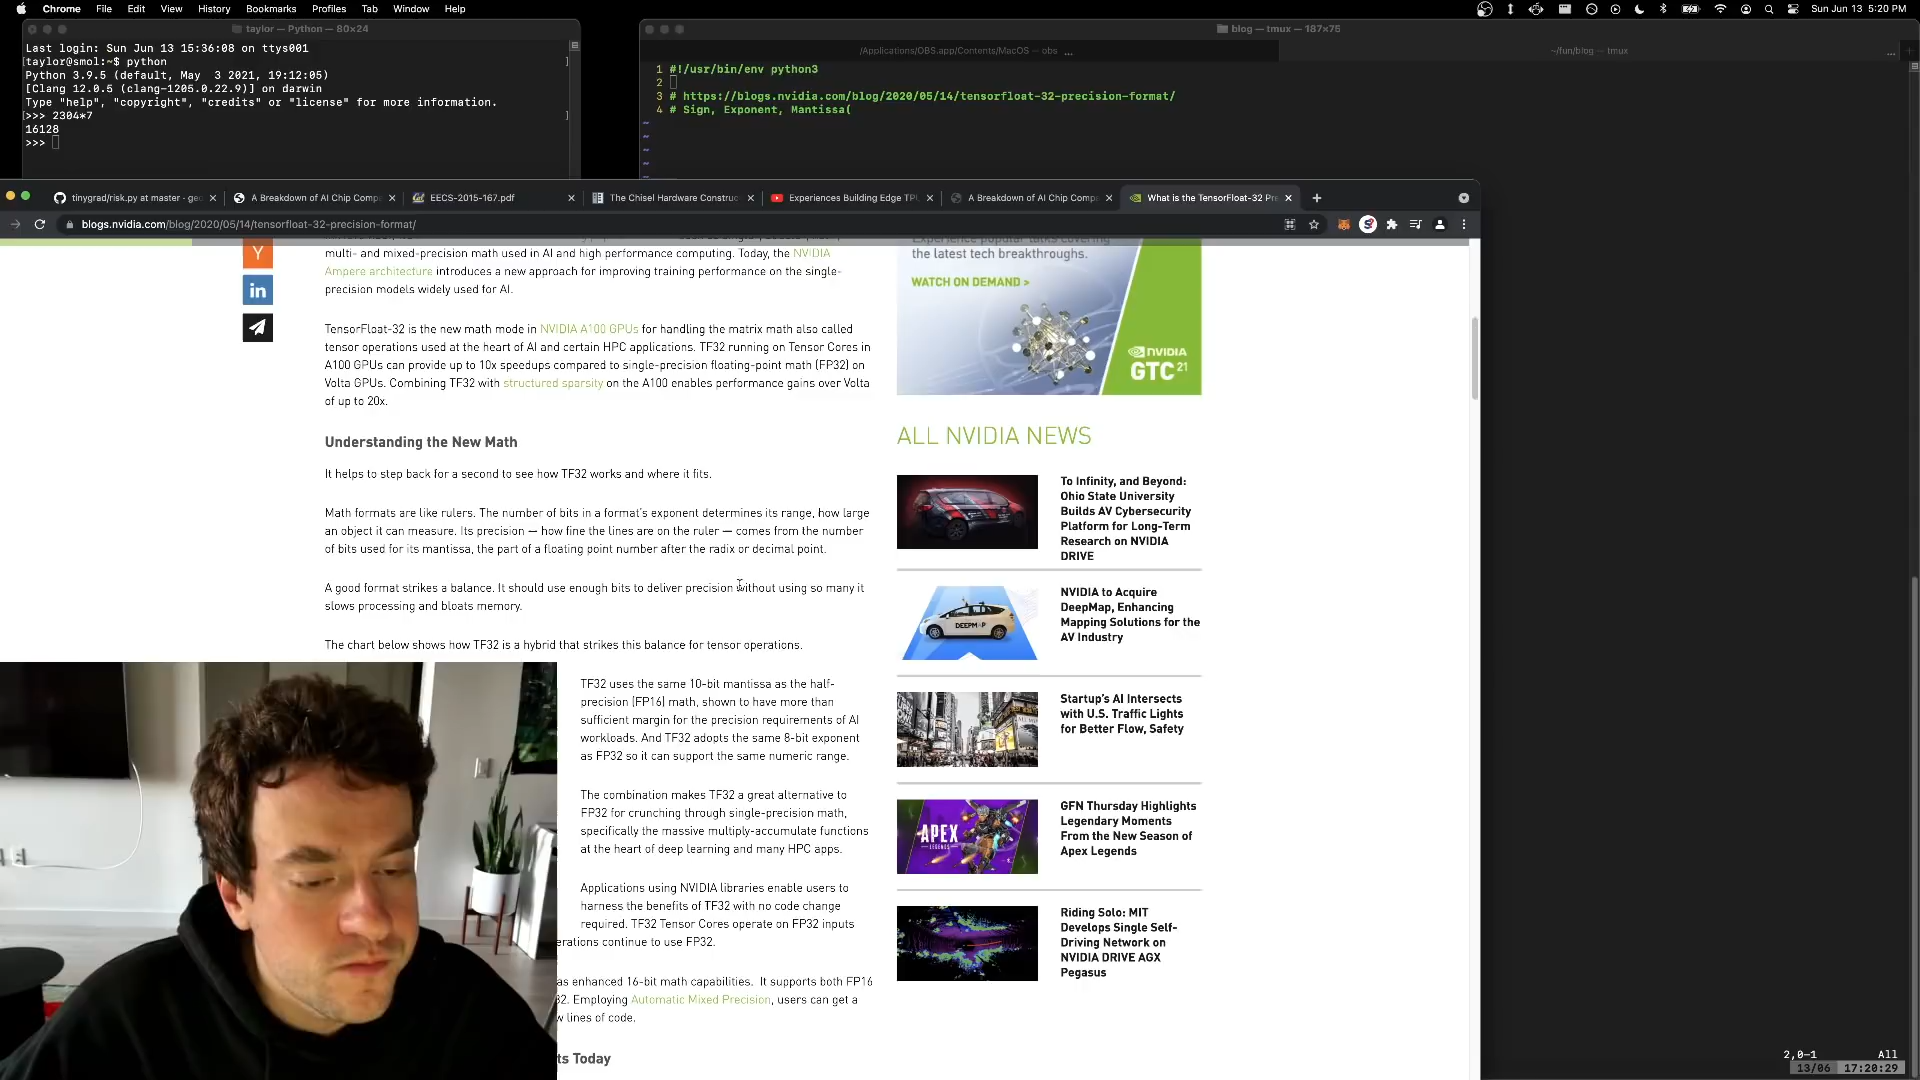 Chrome File Edit View History Bookmarks Profiles Tab Window Help
Sun Jun 13 5:20 PM
taylor — Python — 80×24
Last login: Sun Jun 13 15:36:08 on ttys001
[taylor@smol:~$ python ]
Python 3.9.5 (default, May 3 2021, 19:12:05)
[Clang 12.0.5 (clang-1205.0.22.9)] on darwin
Type "help", "copyright", "credits" or "license" for more information.
[>>> 2304*7 ]
16128
>>>
blog — tmux — 187×75
/Applications/OBS.app/Contents/MacOS — obs ...
~/fun/blog — tmux ...
1 #!/usr/bin/env python3
2
3 # https://blogs.nvidia.com/blog/2020/05/14/tensorfloat-32-precision-format/
4 # Sign, Exponent, Mantissa(
~
~
~
~
tinygrad/risk.py at master · geo
A Breakdown of AI Chip Compa
EECS-2015-167.pdf
The Chisel Hardware Construc
Experiences Building Edge TPU
A Breakdown of AI Chip Compa
What is the TensorFloat-32 Pre
blogs.nvidia.com/blog/2020/05/14/tensorfloat-32-precision-format/
multi- and mixed-precision math used in AI and high performance computing. Today, the NVIDIA
Ampere architecture introduces a new approach for improving training performance on the single-
precision models widely used for AI.
TensorFloat-32 is the new math mode in NVIDIA A100 GPUs for handling the matrix math also called
tensor operations used at the heart of AI and certain HPC applications. TF32 running on Tensor Cores in
A100 GPUs can provide up to 10x speedups compared to single-precision floating-point math (FP32) on
Volta GPUs. Combining TF32 with structured sparsity on the A100 enables performance gains over Volta
of up to 20x.
Understanding the New Math
It helps to step back for a second to see how TF32 works and where it fits.
Math formats are like rulers. The number of bits in a format's exponent determines its range, how large
an object it can measure. Its precision — how fine the lines are on the ruler — comes from the number
of bits used for its mantissa, the part of a floating point number after the radix or decimal point.
A good format strikes a balance. It should use enough bits to deliver precision without using so many it
slows processing and bloats memory.
The chart below shows how TF32 is a hybrid that strikes this balance for tensor operations.
TF32 uses the same 10-bit mantissa as the half-
precision (FP16) math, shown to have more than
sufficient margin for the precision requirements of AI
workloads. And TF32 adopts the same 8-bit exponent
as FP32 so it can support the same numeric range.
The combination makes TF32 a great alternative to
FP32 for crunching through single-precision math,
specifically the massive multiply-accumulate functions
at the heart of deep learning and many HPC apps.
Applications using NVIDIA libraries enable users to
harness the benefits of TF32 with no code change
required. TF32 Tensor Cores operate on FP32 inputs
erations continue to use FP32.
as enhanced 16-bit math capabilities. It supports both FP16
32. Employing Automatic Mixed Precision, users can get a
w lines of code.
ts Today
Y
in
Experience popular talks covering
the latest tech breakthroughs.
WATCH ON DEMAND >
NVIDIA
GTC 21
ALL NVIDIA NEWS
To Infinity, and Beyond:
Ohio State University
Builds AV Cybersecurity
Platform for Long-Term
Research on NVIDIA
DRIVE
DEEPMAP
NVIDIA to Acquire
DeepMap, Enhancing
Mapping Solutions for the
AV Industry
Startup's AI Intersects
with U.S. Traffic Lights
for Better Flow, Safety
APEX
LEGENDS
GFN Thursday Highlights
Legendary Moments
From the New Season of
Apex Legends
Riding Solo: MIT
Develops Single Self-
Driving Network on
NVIDIA DRIVE AGX
Pegasus
2,0-1 All
13/06 17:20:29